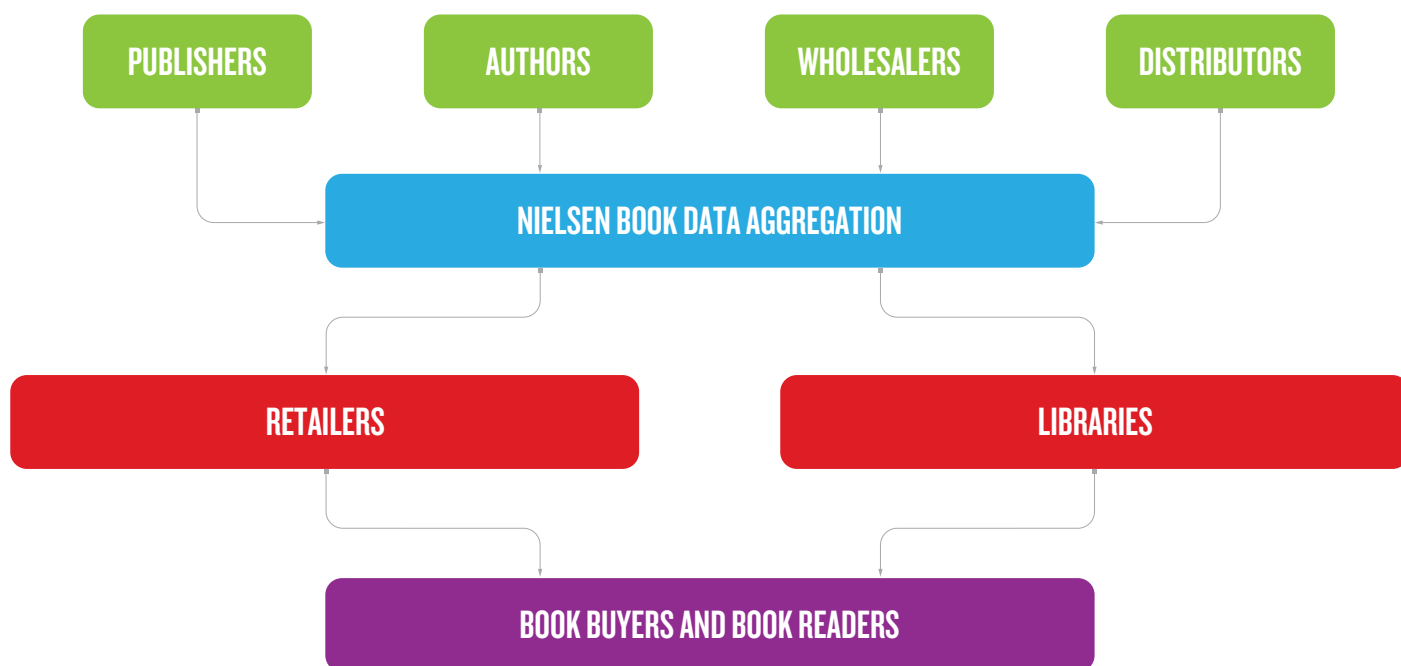 PUBLISHERS
AUTHORS
WHOLESALERS
DISTRIBUTORS
NIELSEN BOOK DATA AGGREGATION
RETAILERS
LIBRARIES
BOOK BUYERS AND BOOK READERS